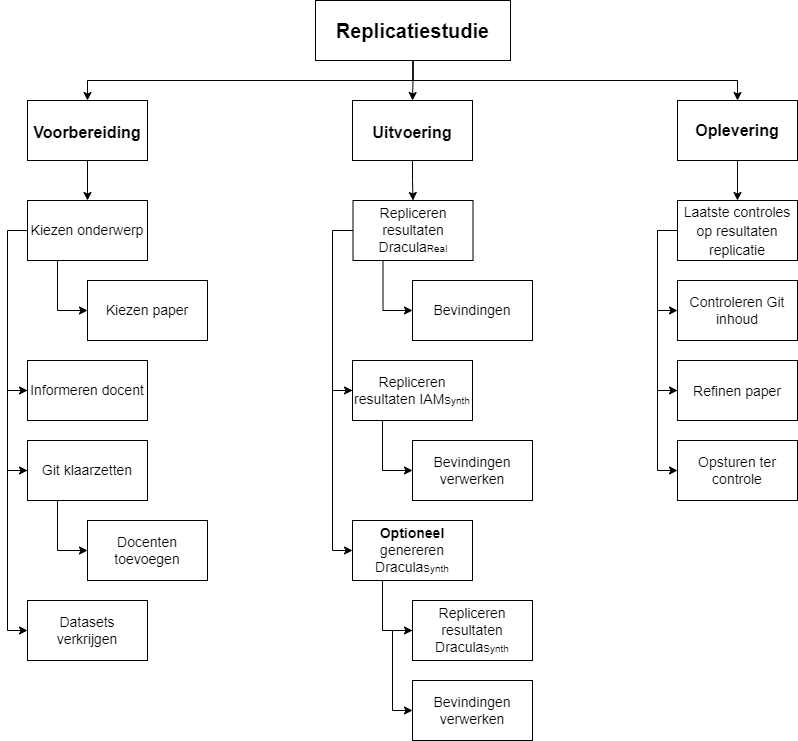 Replicatiestudie
Voorbereiding
Kiezen onderwerp
Kiezen paper
Informeren docent
Git klaarzetten
Docenten
toevoegen
Datasets
verkrijgen
Uitvoering
Repliceren
resultaten
DraculaReal
Bevindingen
Repliceren
resultaten IAMSynth
Bevindingen
verwerken
Optioneel
genereren
DraculaSynth
Repliceren
resultaten
DraculaSynth
Bevindingen
verwerken
Oplevering
Laatste controles
op resultaten
replicatie
Controleren Git
inhoud
Refinen paper
Opsturen ter
controle